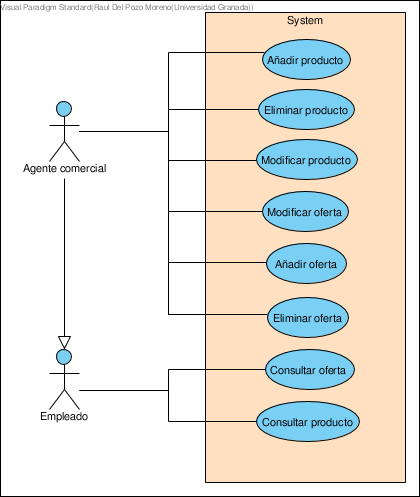 Visual Paradigm Standard(Raul Del Pozo Moreno(Universidad Granada))
System
Añadir producto
Eliminar producto
Modificar producto
Modificar oferta
Añadir oferta
Eliminar oferta
Consultar oferta
Consultar producto
Agente comercial
Empleado